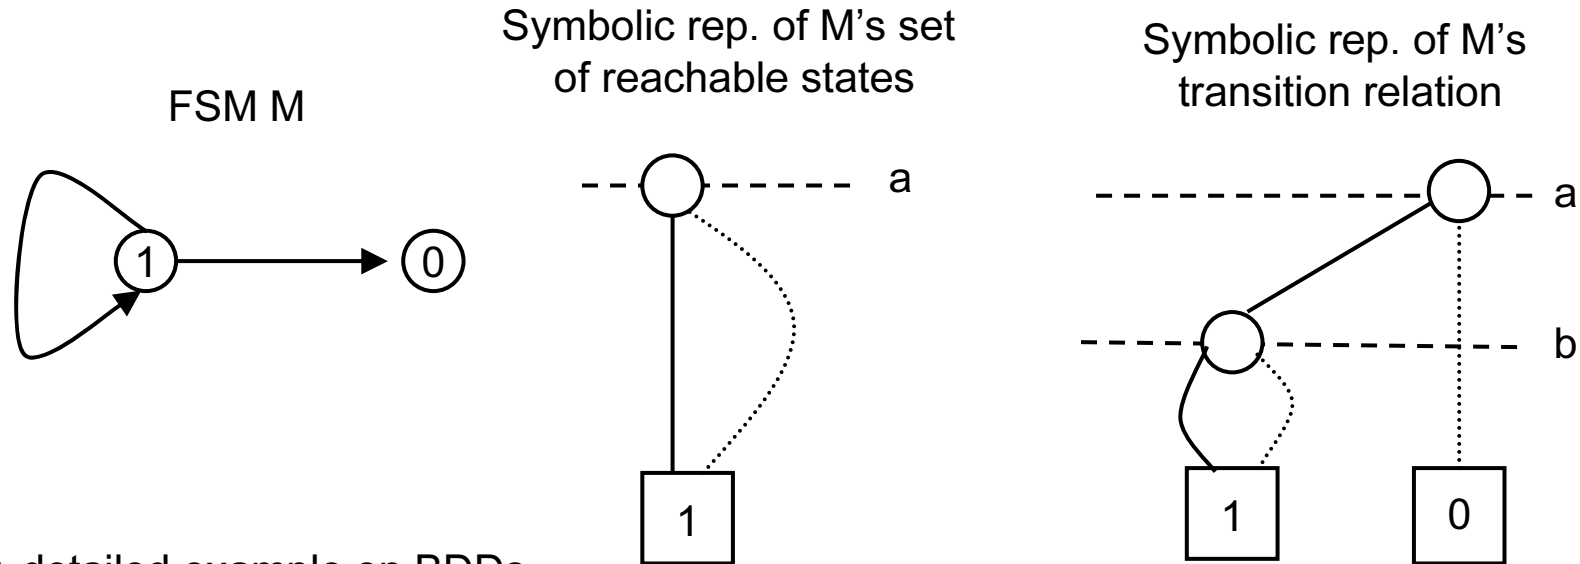 Symbolic rep. of M's set
of reachable states
Symbolic rep. of M's
transition relation
FSM M
a
a
1
0
b
1
1
0
detailed example on BDDs